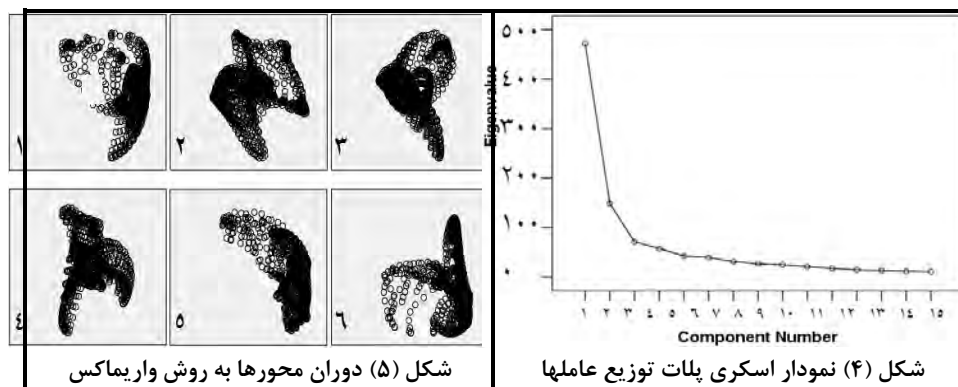 ۱ ۲ ۳
۴ ۵ ۶
شکل (۵) دوران محورها به روش واریماکس
Eigenvalue
۵۰۰
۴۰۰
۳۰۰
۲۰۰
۱۰۰
۰
۱ ۲ ۳ ۴ ۵ ۶ ۷ ۸ ۹ ۱۰ ۱۱ ۱۲ ۱۳ ۱۴ ۱۵
Component Number
شکل (۴) نمودار اسکری پلات توزیع عاملها